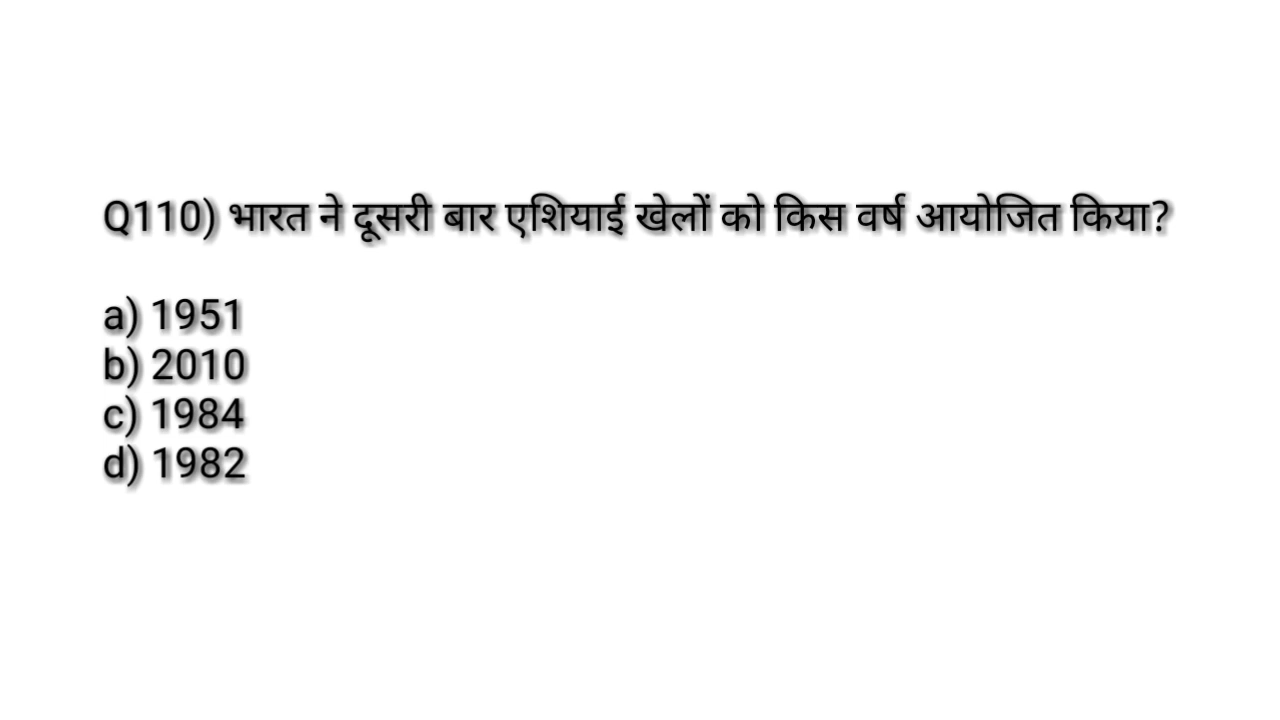 Q110) भारत ने दूसरी बार एशियाई खेलों को किस वर्ष आयोजित किया?
a) 1951
b) 2010
c) 1984
d) 1982